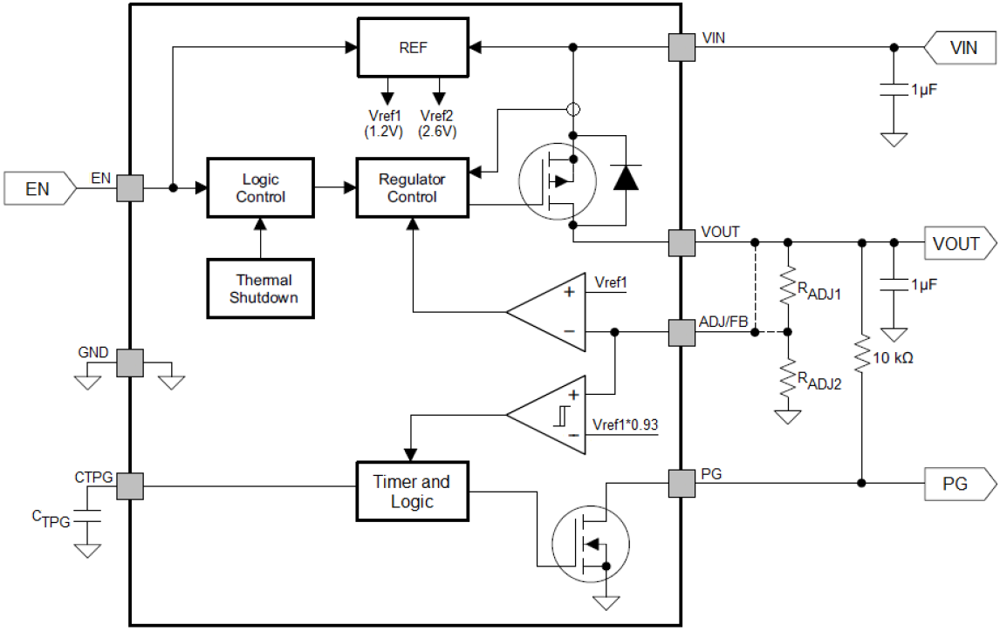 REF
VIN
VIN
1µF
Vref1
(1.2V)
Vref2
(2.6V)
EN
EN
Logic
Control
Regulator
Control
VOUT
VOUT
Thermal
Shutdown
+
Vref1
−
RADJ1
1µF
ADJ/FB
GND
10 kΩ
RADJ2
+
−
Vref1*0.93
CTPG
Timer and
Logic
PG
PG
CTPG